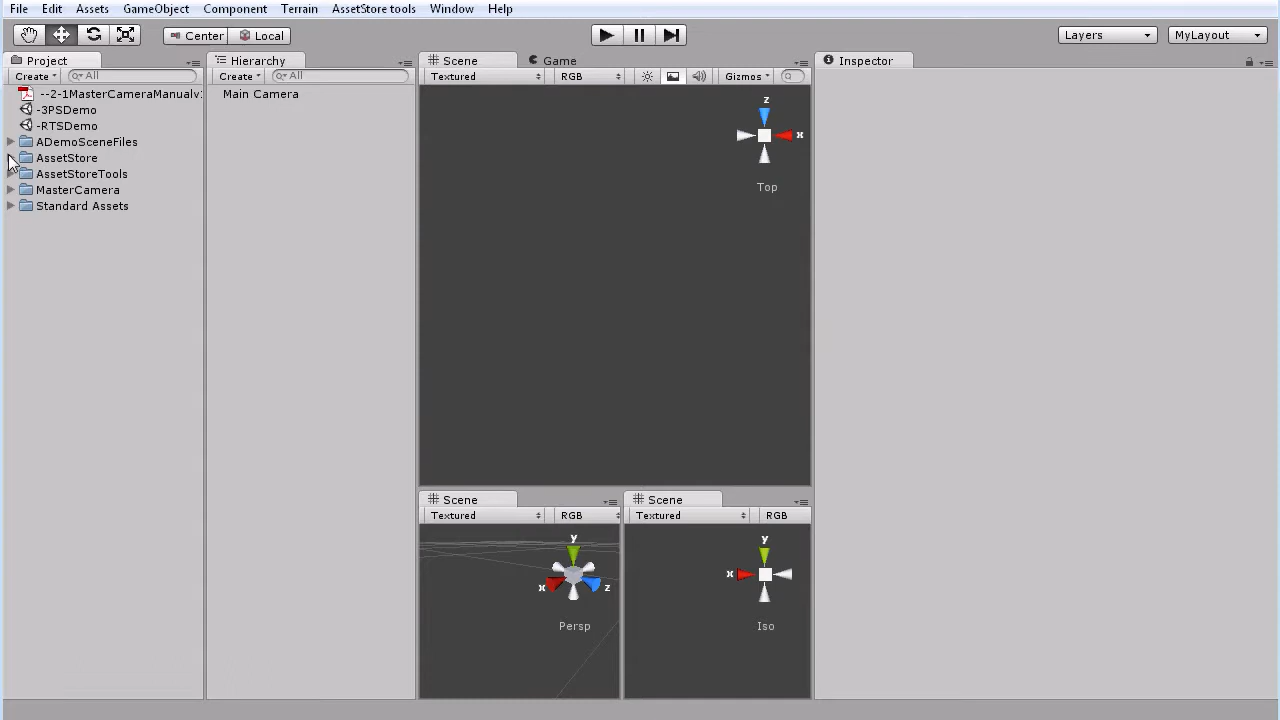 File Edit Assets GameObject Component Terrain AssetStore tools Window Help
Center Local Layers MyLayout
Project Hierarchy Scene Game Inspector
Create All Create All Textured RGB Gizmos
--2-1MasterCameraManualv
Main Camera
-3PSDemo
-RTSDemo
ADemoSceneFiles
AssetStore
AssetStoreTools
MasterCamera
Standard Assets
z
x
Top
Scene Scene
Textured RGB Textured RGB
y
x
z
Persp
y
x
Iso